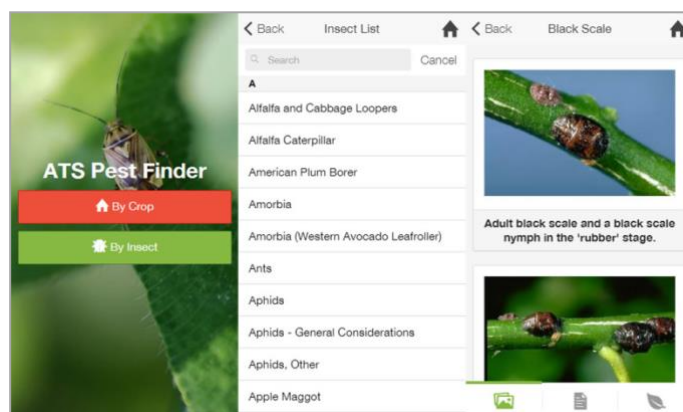 ATS Pest Finder
By Crop
By Insect
Back
Insect List
Search
Cancel
A
Alfalfa and Cabbage Loopers
Alfalfa Caterpillar
American Plum Borer
Amorbia
Amorbia (Western Avocado Leafroller)
Ants
Aphids
Aphids - General Considerations
Aphids, Other
Apple Maggot
Back
Black Scale
Adult black scale and a black scale
nymph in the 'rubber' stage.